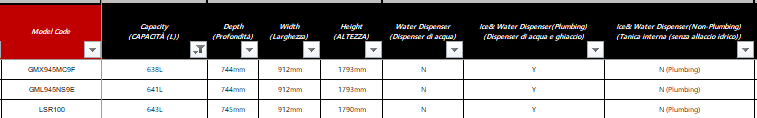 Model Code
Capacity (CAPACITÀ (L))
Depth (Profondità)
Width (Larghezza)
Height (ALTEZZA)
Water Dispenser (Dispenser di acqua)
Ice& Water Dispenser(Plumbing) (Dispenser di acqua e ghiaccio)
Ice& Water Dispenser(Non-Plumbing) (Tanica interna (senza allaccio idrico))
GMX945MC9F 638L 744mm 912mm 1793mm N Y N (Plumbing)
GML945NS9E 641L 744mm 912mm 1793mm N Y N (Plumbing)
LSR100 643L 745mm 912mm 1790mm N Y N (Plumbing)